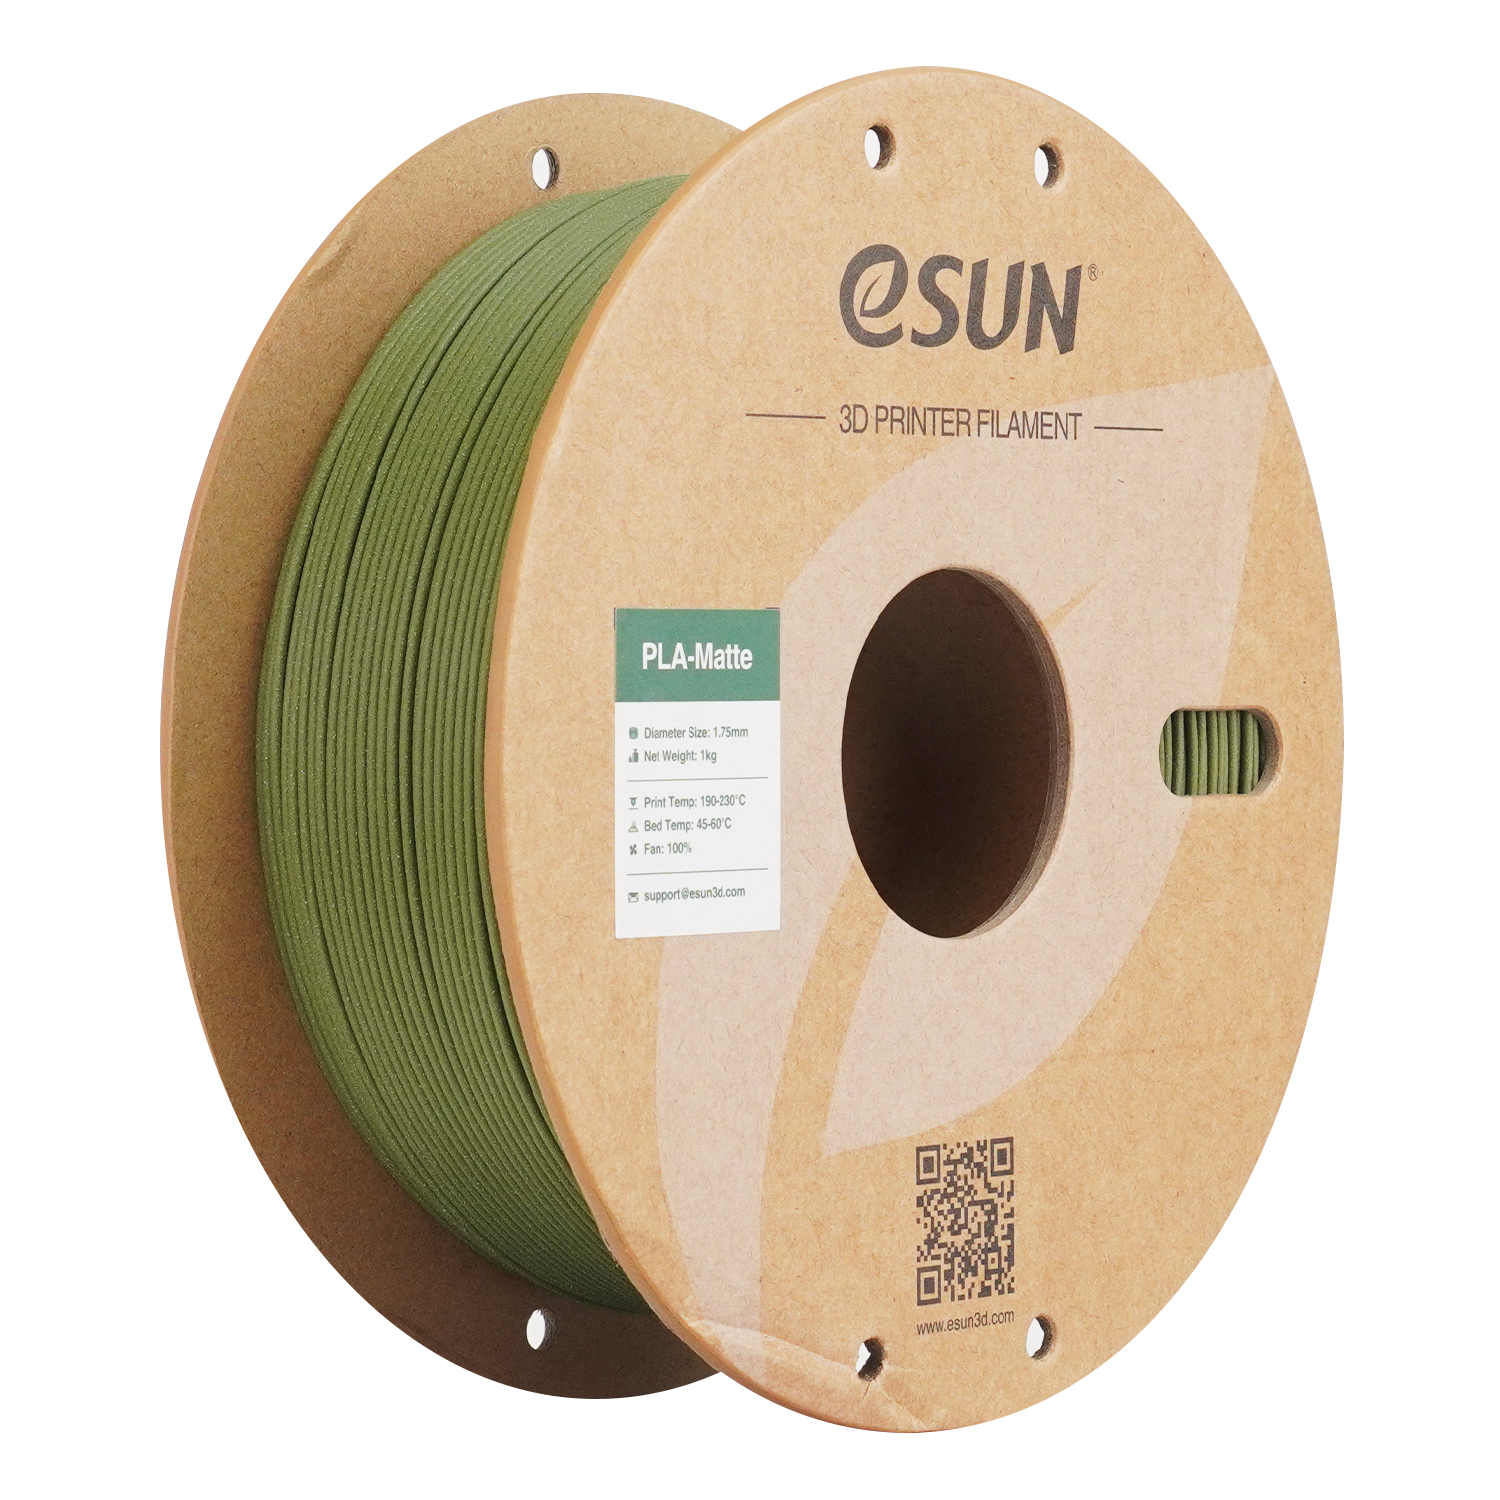 eSUN®
3D PRINTER FILAMENT
PLA-Matte
Diameter Size: 1.75mm
Net Weight: 1kg
Print Temp: 190-230°C
Bed Temp: 45-60°C
Fan: 100%
support@esun3d.com
www.esun3d.com